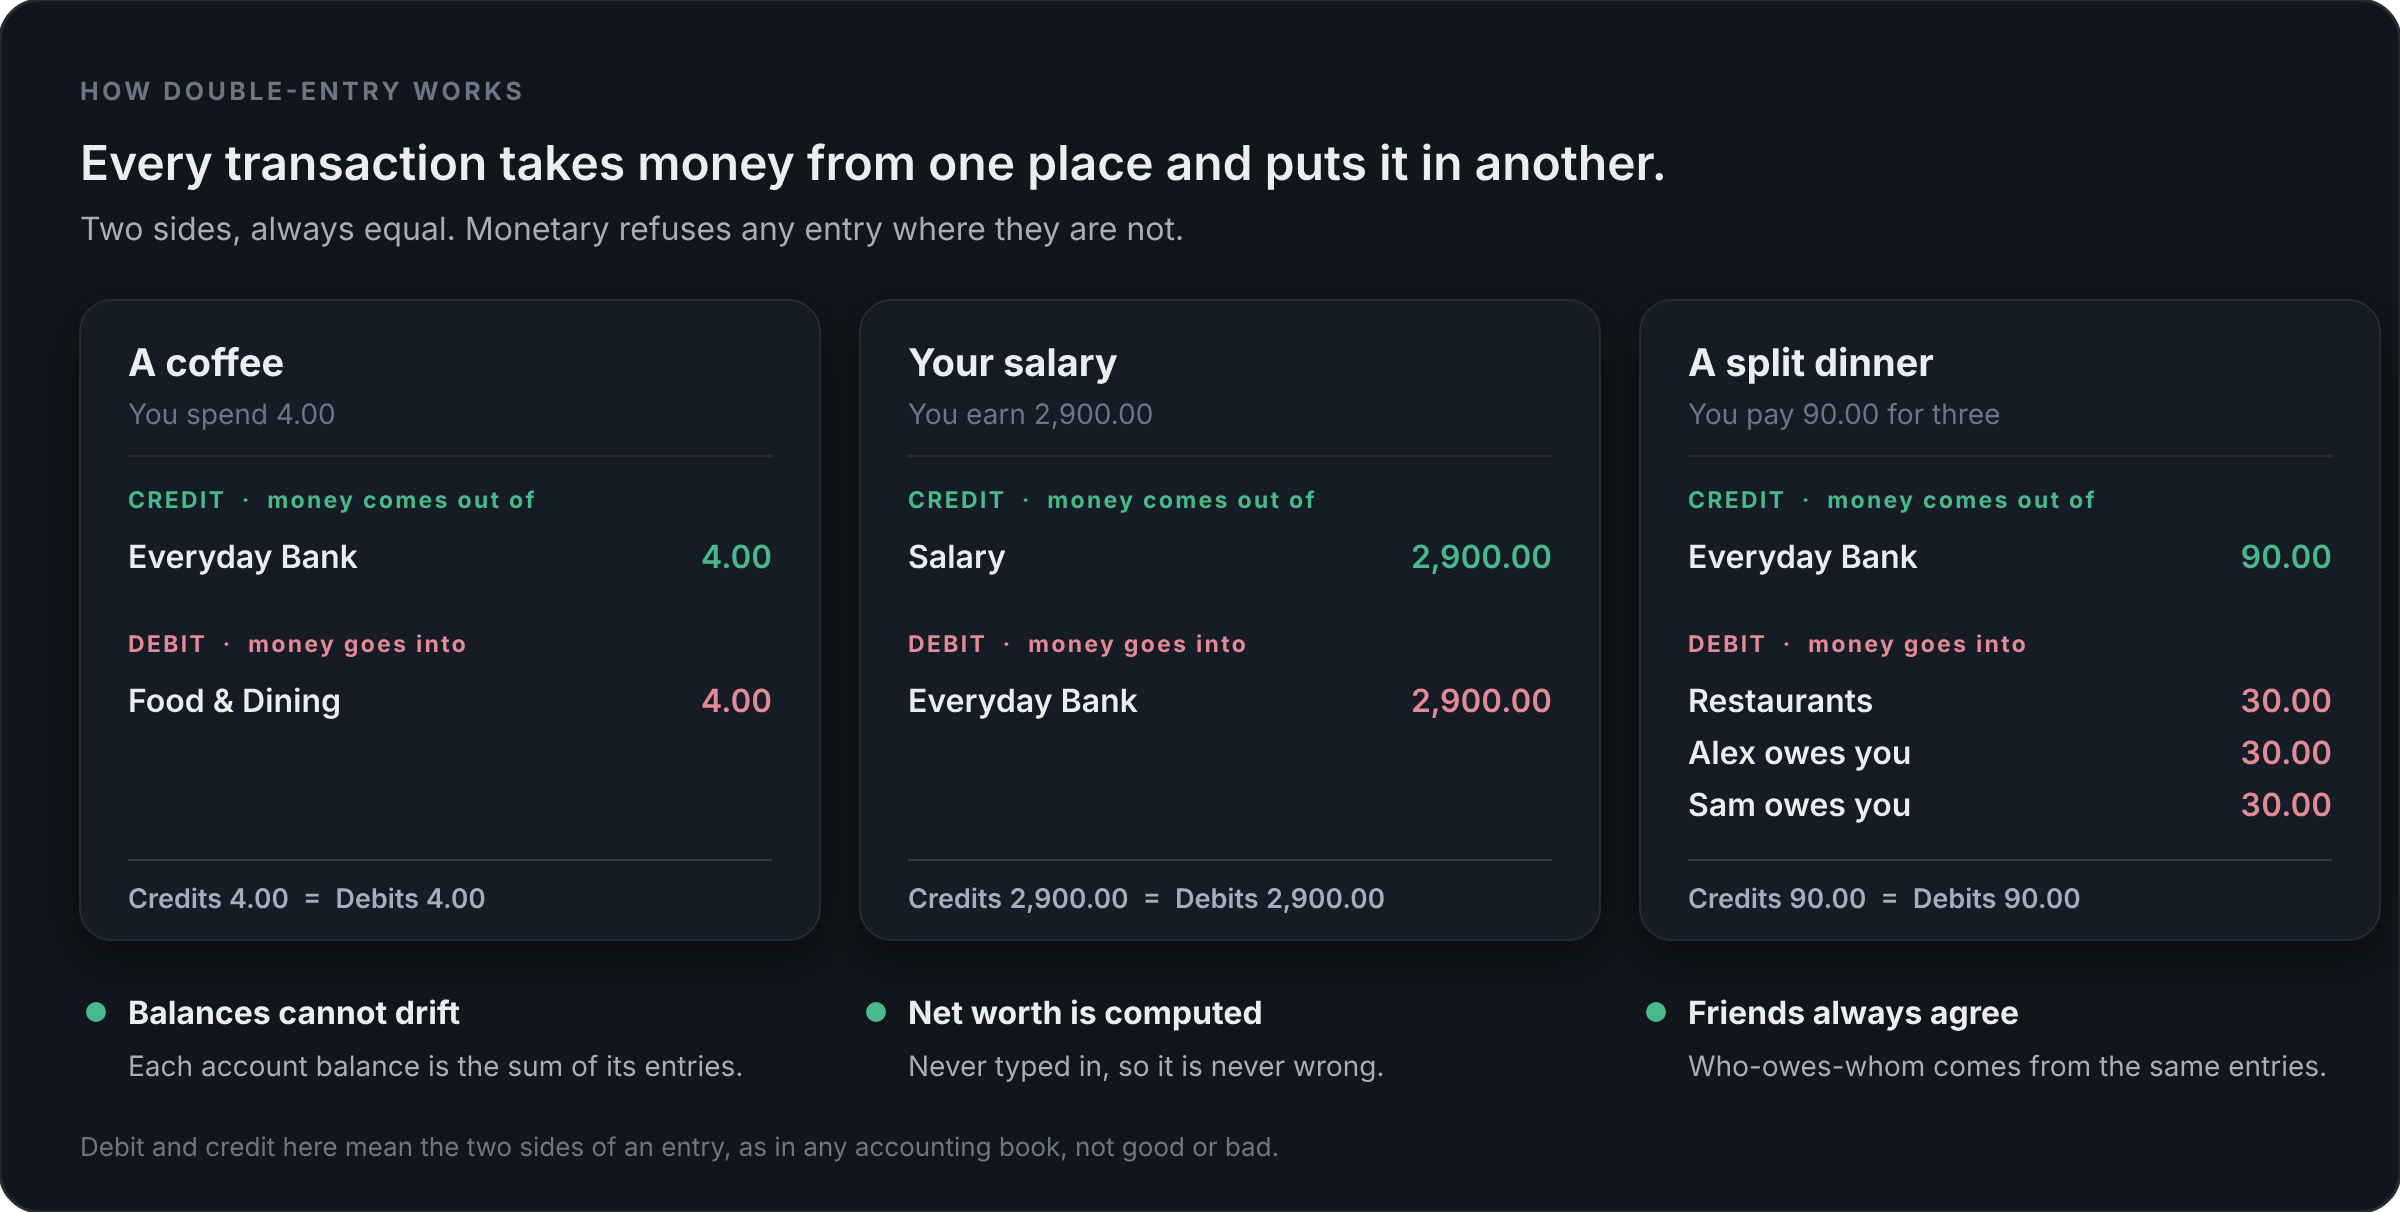 HOW DOUBLE-ENTRY WORKS
Every transaction takes money from one place and puts it in another.
Two sides, always equal. Monetary refuses any entry where they are not.
A coffee
You spend 4.00
CREDIT · money comes out of
Everyday Bank 4.00
DEBIT · money goes into
Food & Dining 4.00
Credits 4.00 = Debits 4.00
Your salary
You earn 2,900.00
CREDIT · money comes out of
Salary 2,900.00
DEBIT · money goes into
Everyday Bank 2,900.00
Credits 2,900.00 = Debits 2,900.00
A split dinner
You pay 90.00 for three
CREDIT · money comes out of
Everyday Bank 90.00
DEBIT · money goes into
Restaurants 30.00
Alex owes you 30.00
Sam owes you 30.00
Credits 90.00 = Debits 90.00
Balances cannot drift
Each account balance is the sum of its entries.
Net worth is computed
Never typed in, so it is never wrong.
Friends always agree
Who-owes-whom comes from the same entries.
Debit and credit here mean the two sides of an entry, as in any accounting book, not good or bad.